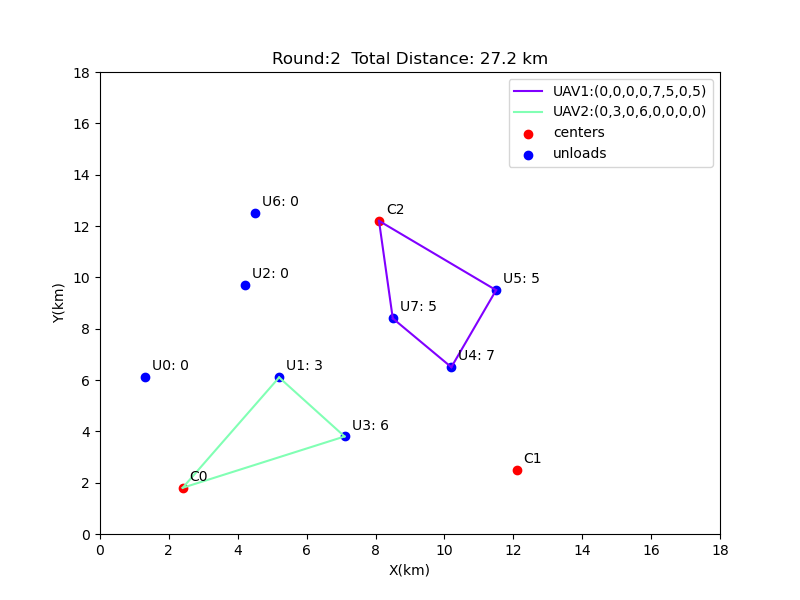 Round:2  Total Distance: 27.2 km
UAV1:(0,0,0,0,7,5,0,5)
UAV2:(0,3,0,6,0,0,0,0)
centers
unloads
Y(km)
18
16
14
12
10
8
6
4
2
0
U6: 0
C2
U2: 0
U5: 5
U7: 5
U4: 7
U0: 0
U1: 3
U3: 6
C0
C1
0 2 4 6 8 10 12 14 16 18
X(km)